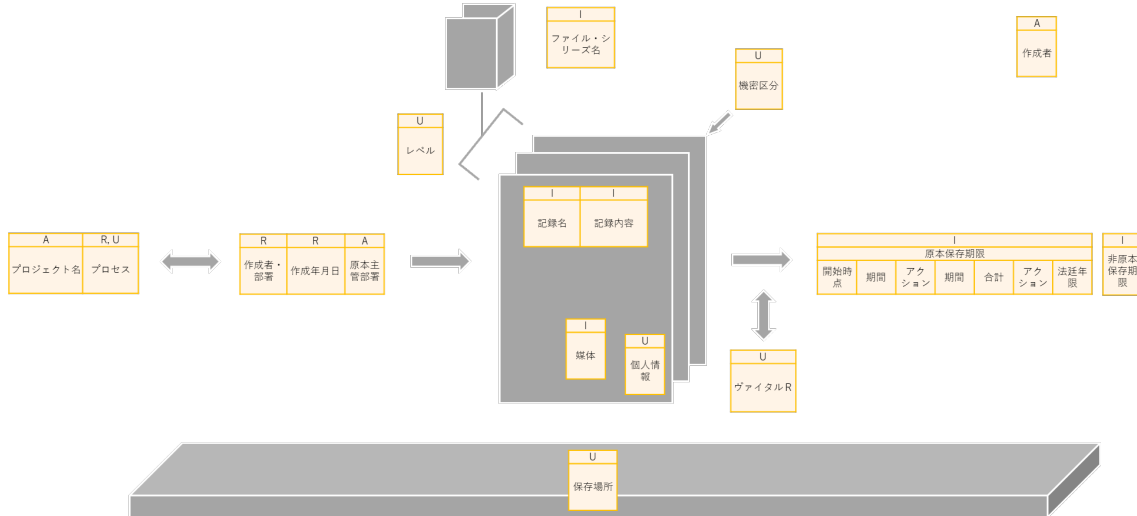 I
ファイル・シ
リーズ名
A
作成者
U
機密区分
U
レベル
I I
記録名 記録内容
A R, U
プロジェクト名 プロセス
R R A
作成者・
部署
作成年月日
原本主
管部署
I
原本保存期限
開始時
点
期間
アク
ション
期間
合計
アク
ション
法廷年
限
I
非原本
保存期
限
I
媒体
U
個人情
報
U
ヴァイタルR
U
保存場所